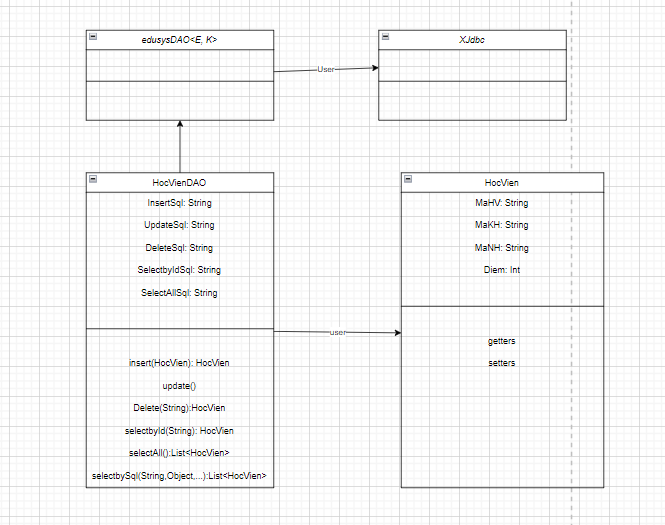 edusysDAO<E, K>
XJdbc
User
HocVienDAO
InsertSql: String
UpdateSql: String
DeleteSql: String
SelectbyIdSql: String
SelectAllSql: String
HocVien
MaHV: String
MaKH: String
MaNH: String
Diem: Int
user
insert(HocVien): HocVien
update()
Delete(String):HocVien
selectbyId(String): HocVien
selectAll():List<HocVien>
selectbySql(String,Object,...):List<HocVien>
getters
setters